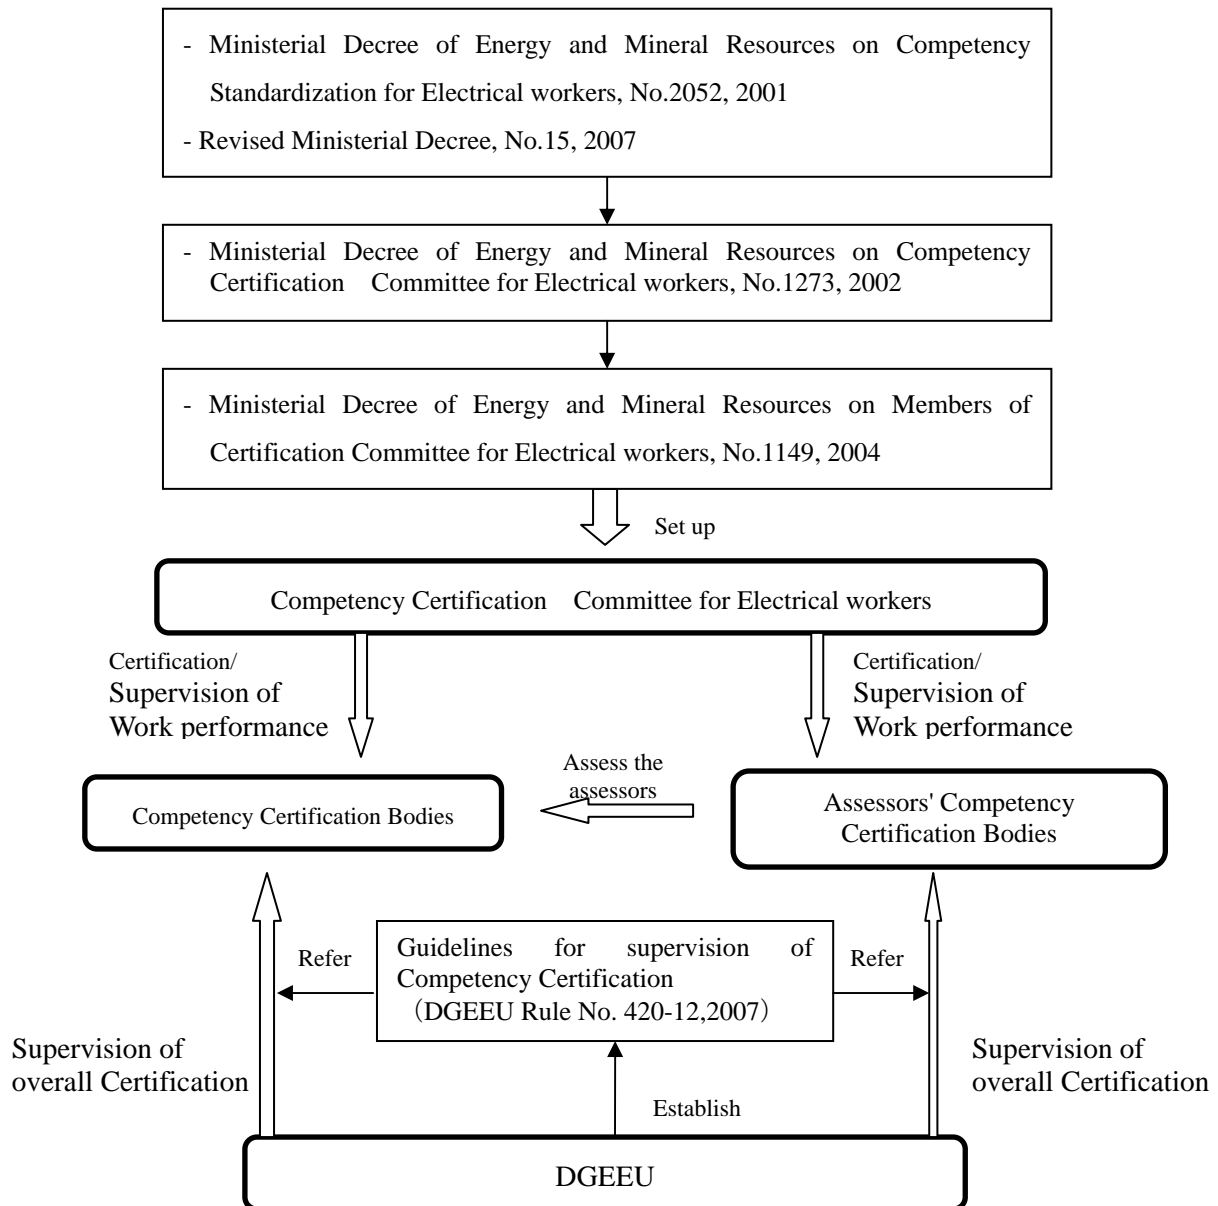 - Ministerial Decree of Energy and Mineral Resources on Competency
Standardization for Electrical workers, No.2052, 2001
- Revised Ministerial Decree, No.15, 2007
- Ministerial Decree of Energy and Mineral Resources on Competency
Certification Committee for Electrical workers, No.1273, 2002
- Ministerial Decree of Energy and Mineral Resources on Members of
Certification Committee for Electrical workers, No.1149, 2004
Set up
Competency Certification Committee for Electrical workers
Certification/
Supervision of
Work performance
Certification/
Supervision of
Work performance
Assess the
assessors
Competency Certification Bodies
Assessors' Competency
Certification Bodies
Refer
Guidelines for supervision of
Competency Certification
(DGEEU Rule No. 420-12,2007)
Refer
Supervision of
overall Certification
Supervision of
overall Certification
Establish
DGEEU